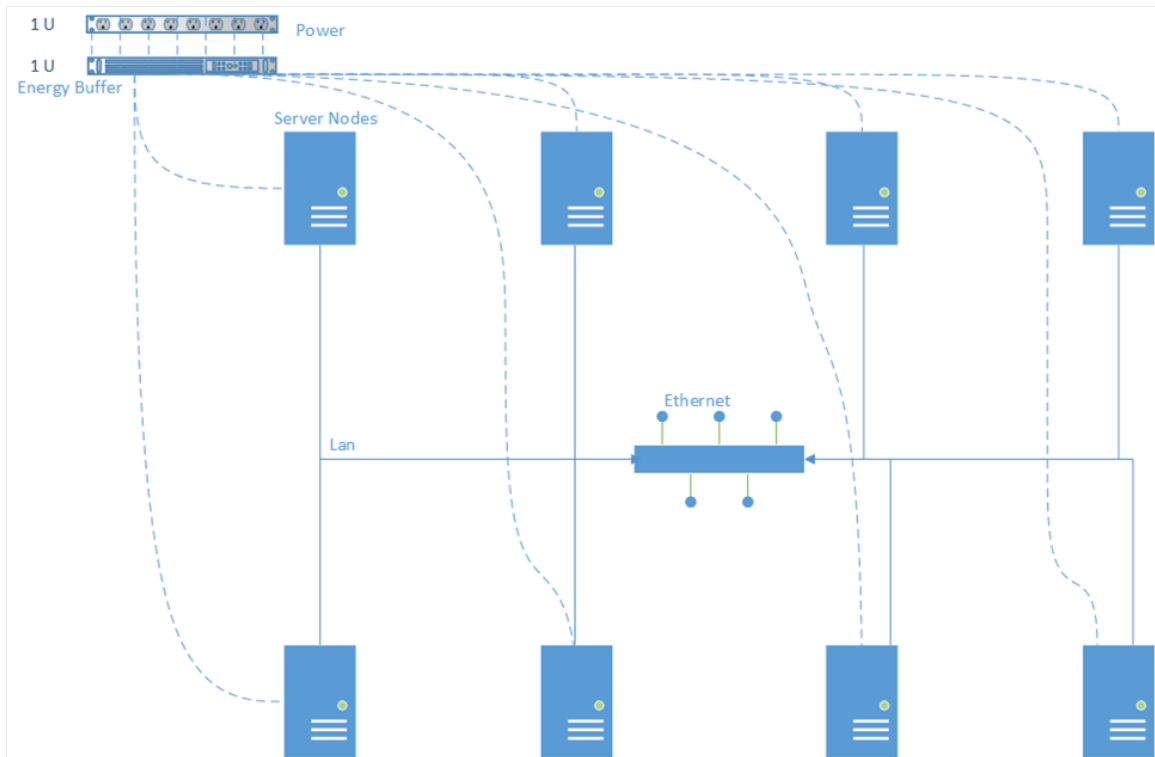 1 U
Power
1 U
Energy Buffer
Server Nodes
Ethernet
Lan